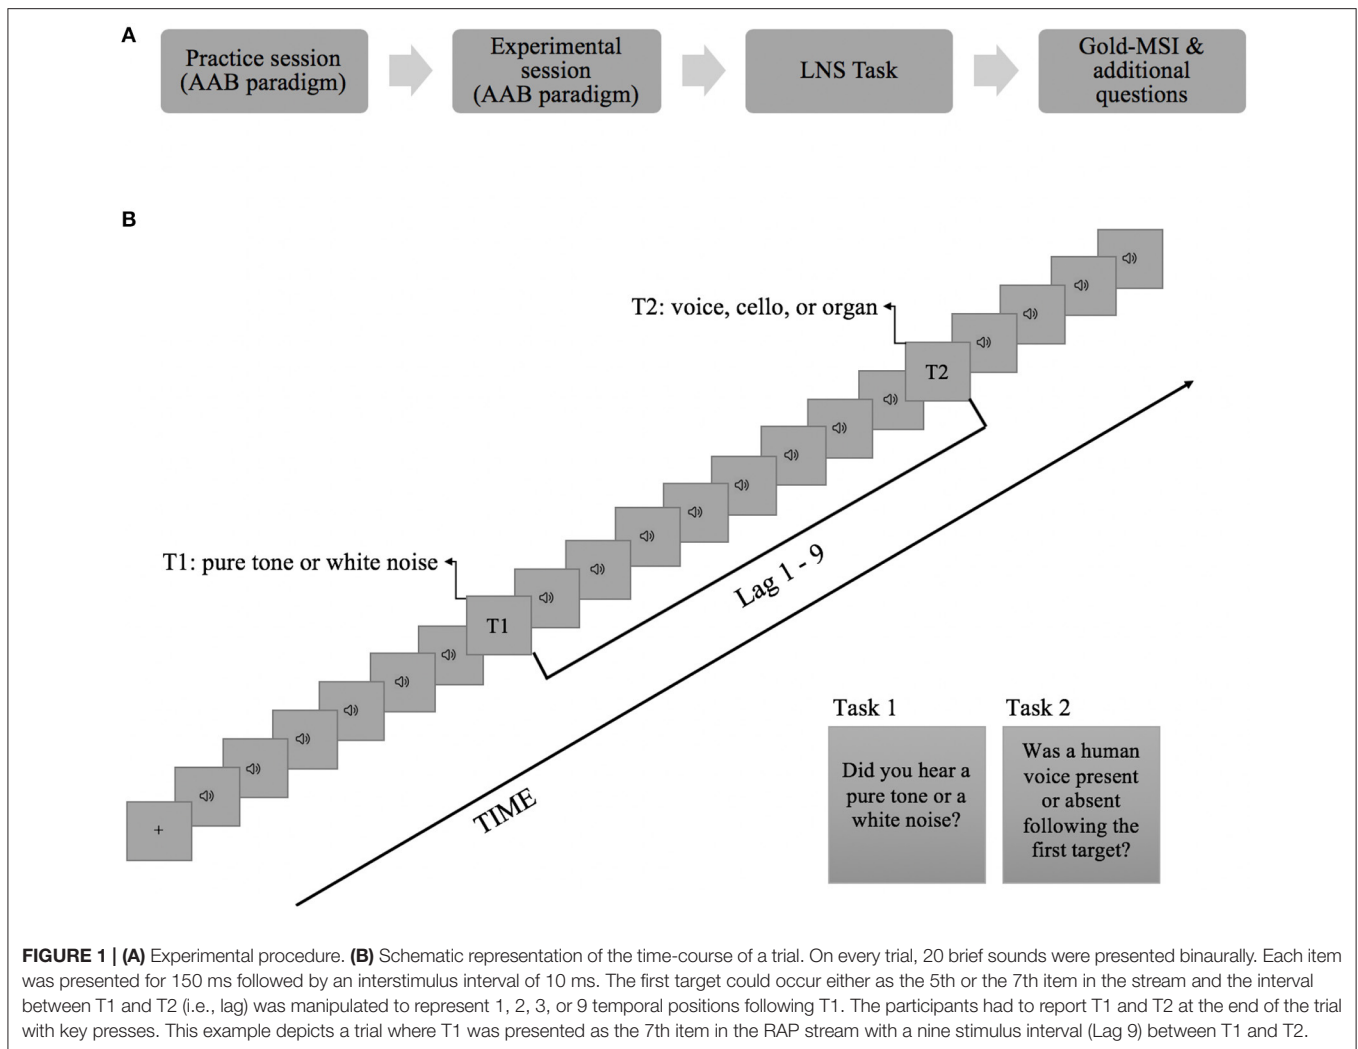 A
Practice session
(AAB paradigm)
Experimental
session
(AAB paradigm)
LNS Task
Gold-MSI &
additional
questions
B
T2: voice, cello, or organ
T2
T1: pure tone or white noise
T1
Lag 1 - 9
TIME
+
Task 1
Did you hear a
pure tone or a
white noise?
Task 2
Was a human
voice present
or absent
following the
first target?
FIGURE 1 | (A) Experimental procedure. (B) Schematic representation of the time-course of a trial. On every trial, 20 brief sounds were presented binaurally. Each item
was presented for 150 ms followed by an interstimulus interval of 10 ms. The first target could occur either as the 5th or the 7th item in the stream and the interval
between T1 and T2 (i.e., lag) was manipulated to represent 1, 2, 3, or 9 temporal positions following T1. The participants had to report T1 and T2 at the end of the trial
with key presses. This example depicts a trial where T1 was presented as the 7th item in the RAP stream with a nine stimulus interval (Lag 9) between T1 and T2.